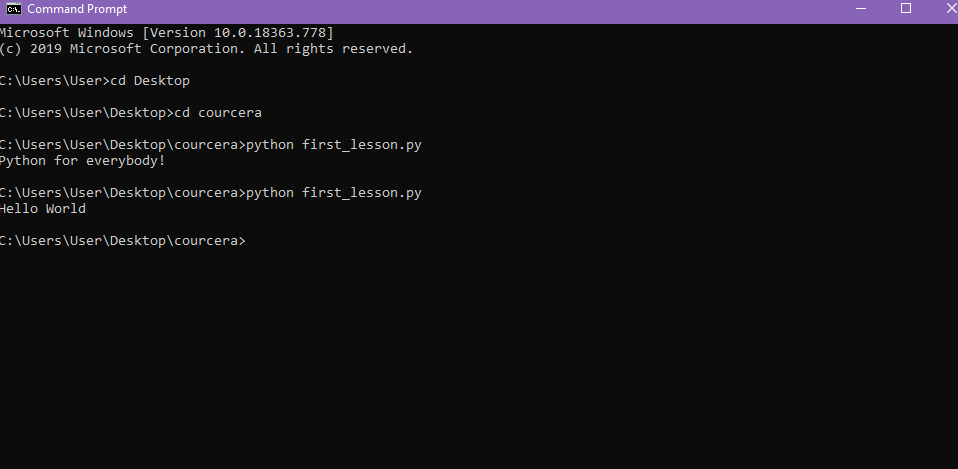 Command Prompt
Microsoft Windows [Version 10.0.18363.778]
(c) 2019 Microsoft Corporation. All rights reserved.
C:\Users\User>cd Desktop
C:\Users\User\Desktop>cd courcera
C:\Users\User\Desktop\courcera>python first_lesson.py
Python for everybody!
C:\Users\User\Desktop\courcera>python first_lesson.py
Hello World
C:\Users\User\Desktop\courcera>